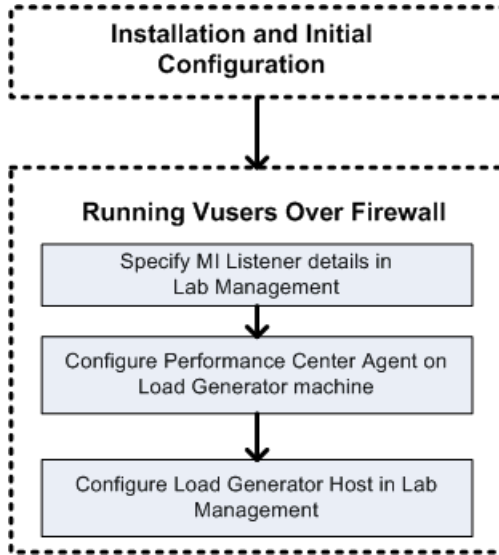 Installation and Initial
Configuration
Running Vusers Over Firewall
Specify MI Listener details in
Lab Management
Configure Performance Center Agent on
Load Generator machine
Configure Load Generator Host in Lab
Management